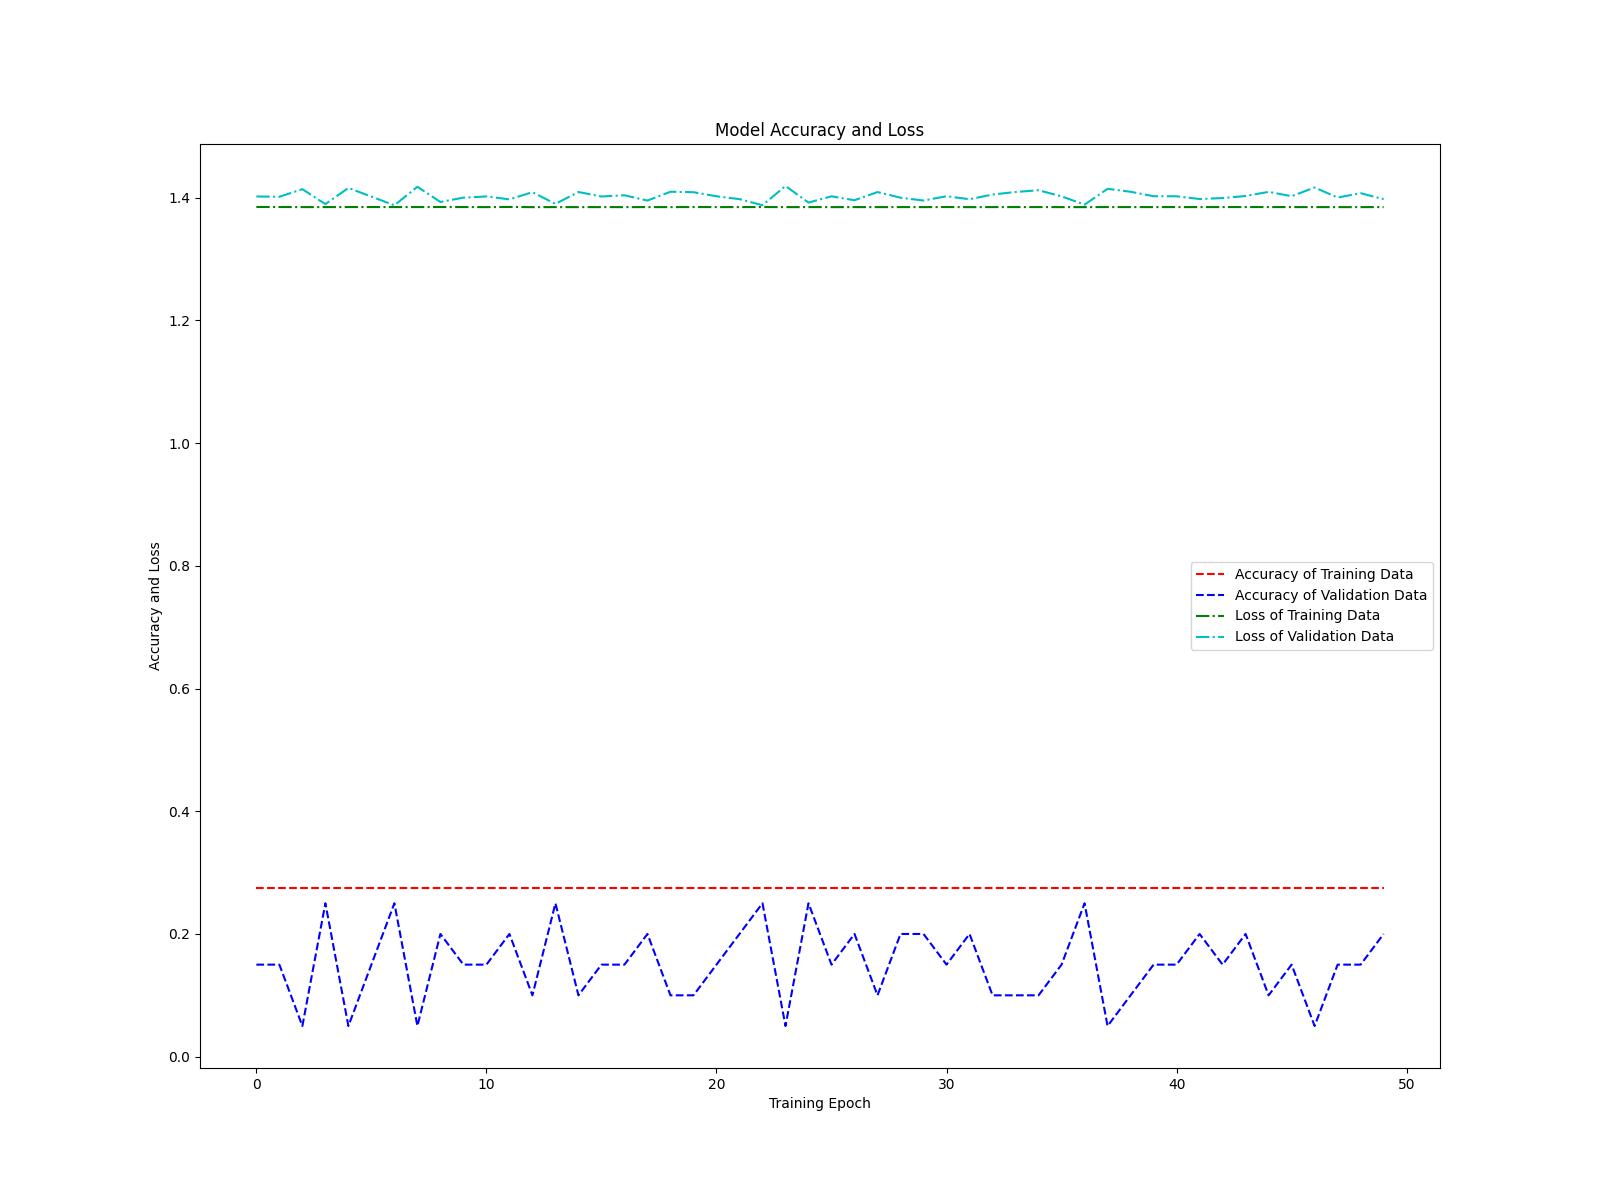 Model Accuracy and Loss
1.4
1.2
1.0
0.8
0.6
0.4
0.2
0.0
Accuracy and Loss
Accuracy of Training Data
Accuracy of Validation Data
Loss of Training Data
Loss of Validation Data
0 10 20 30 40 50
Training Epoch